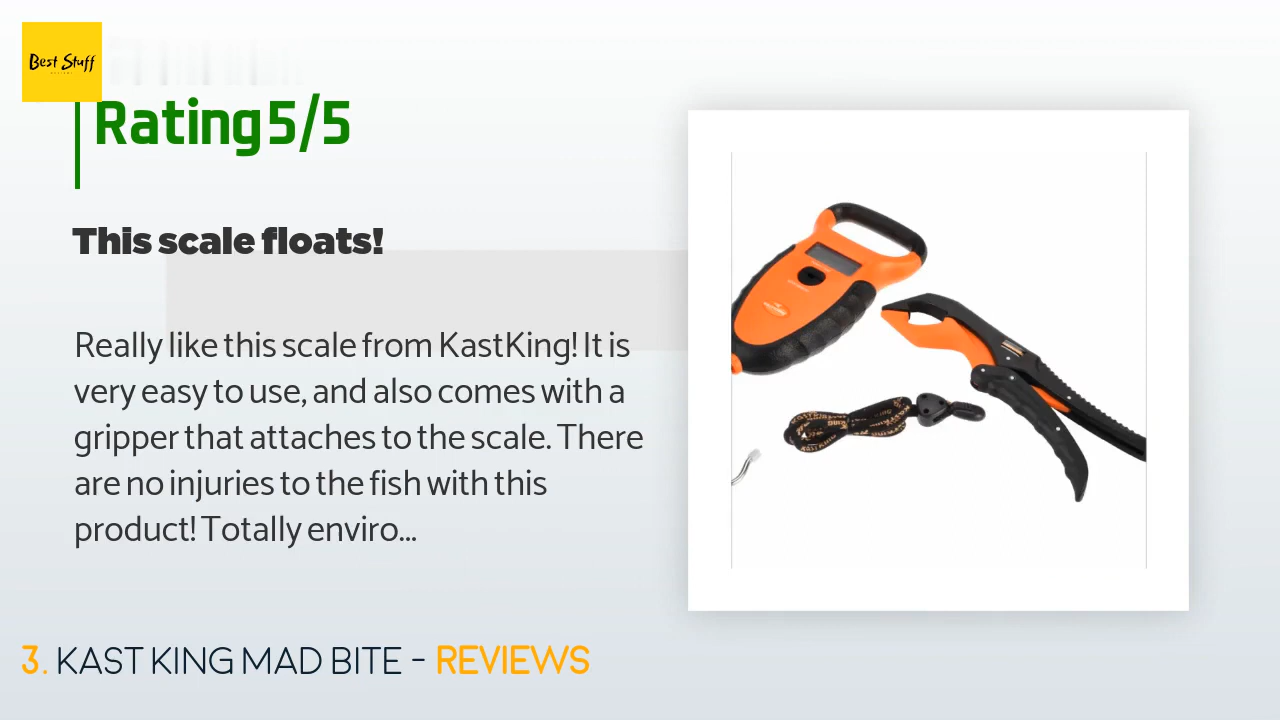 Best Stuff
Rating 5/5
This scale floats!
Really like this scale from KastKing! It is
very easy to use, and also comes with a
gripper that attaches to the scale. There
are no injuries to the fish with this
product! Totally enviro...
3. KAST KING MAD BITE - REVIEWS